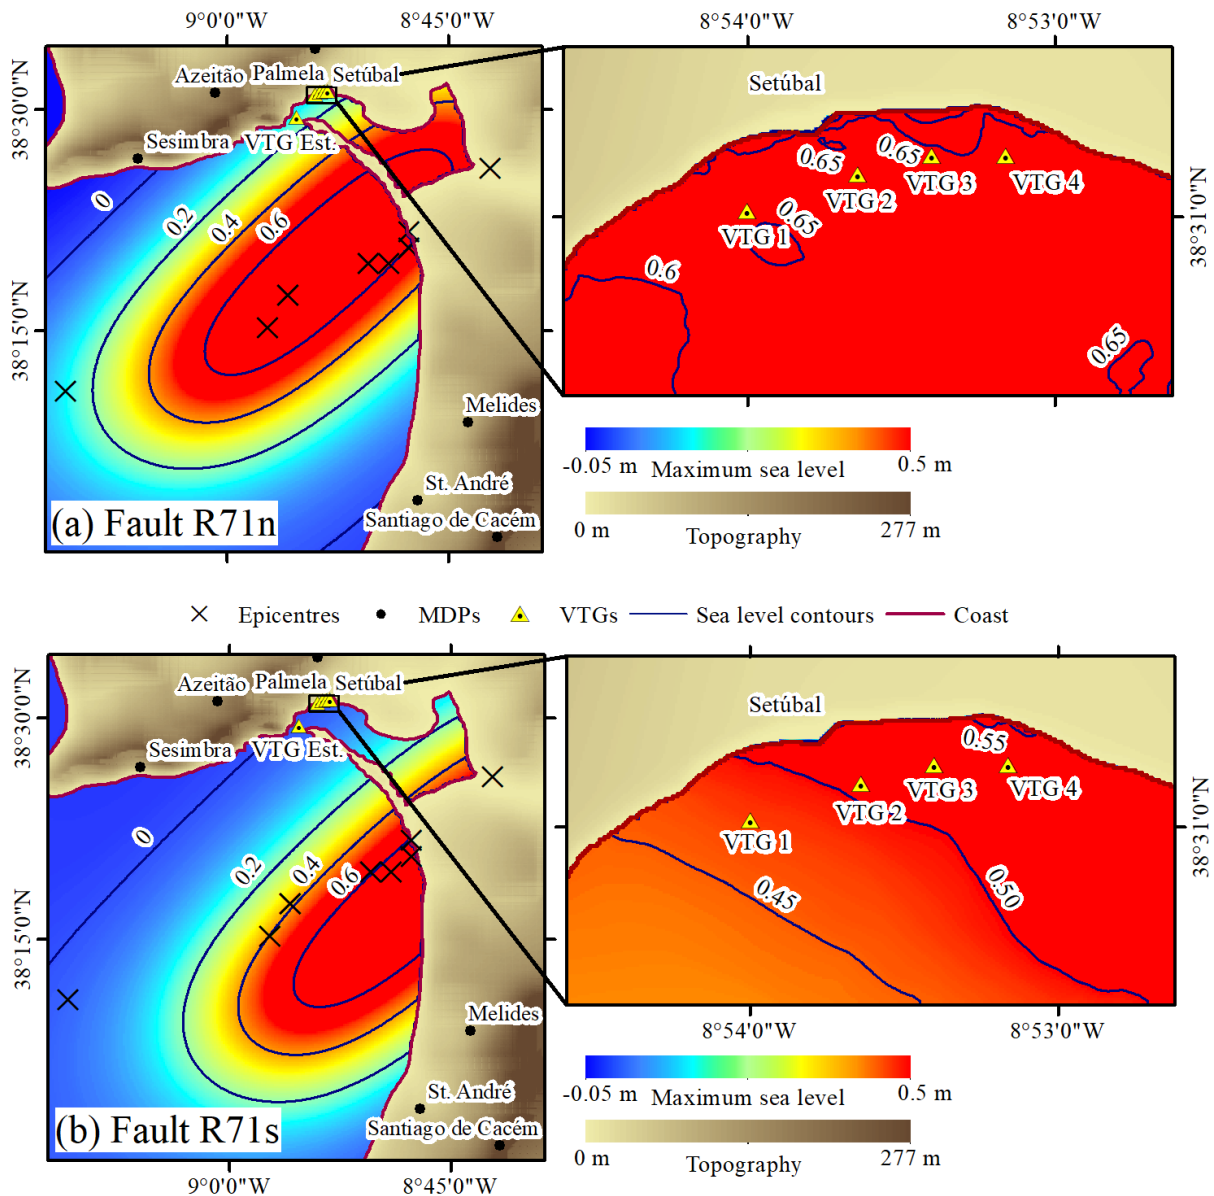 9°0'0"W
8°45'0"W
8°54'0"W
8°53'0"W
38°30'0"N
38°15'0"N
Azeitão
Palmela
Setúbal
Sesimbra
VTG Est.
0
0.2
0.4
0.6
Melides
St. André
Santiago de Cacém
(a) Fault R71n
Setúbal
0.65
0.65
VTG 1
VTG 2
VTG 3
VTG 4
0.65
0.6
0.65
38°31'0"N
-0.05 m
Maximum sea level
0.5 m
0 m
Topography
277 m
Epicentres
MDPs
VTGs
Sea level contours
Coast
38°30'0"N
38°15'0"N
Azeitão
Palmela
Setúbal
Sesimbra
VTG Est.
0
0.2
0.4
0.6
Melides
St. André
Santiago de Cacém
(b) Fault R71s
9°0'0"W
8°45'0"W
Setúbal
0.55
VTG 1
VTG 2
VTG 3
VTG 4
0.45
0.50
38°31'0"N
8°54'0"W
8°53'0"W
-0.05 m
Maximum sea level
0.5 m
0 m
Topography
277 m